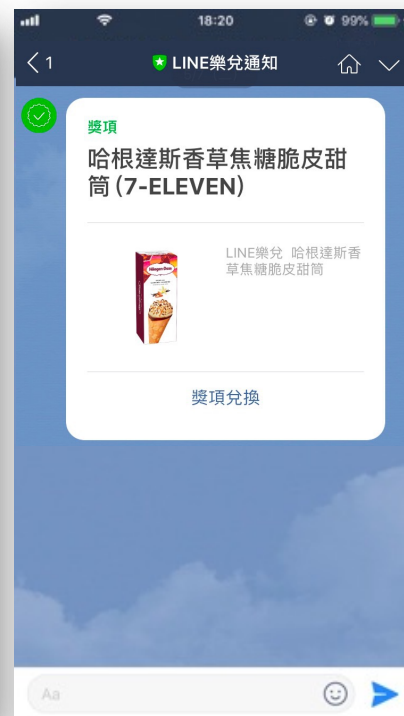 18:20
99%
1
LINE樂兌通知
獎項
哈根達斯香草焦糖脆皮甜
筒(7-ELEVEN)
Häagen-Dazs
LINE樂兌 哈根達斯香
草焦糖脆皮甜筒
獎項兌換
Aa